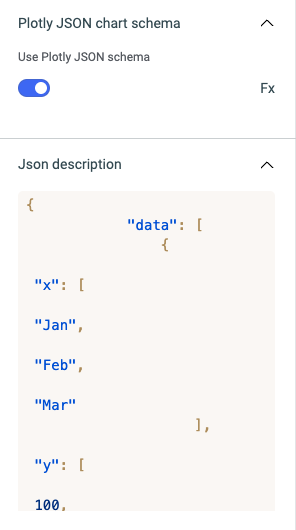 Plotly JSON chart schema
Use Plotly JSON schema
Fx
Json description
{
"data": [
{
"x": [
"Jan",
"Feb",
"Mar"
],
"y": [
100,